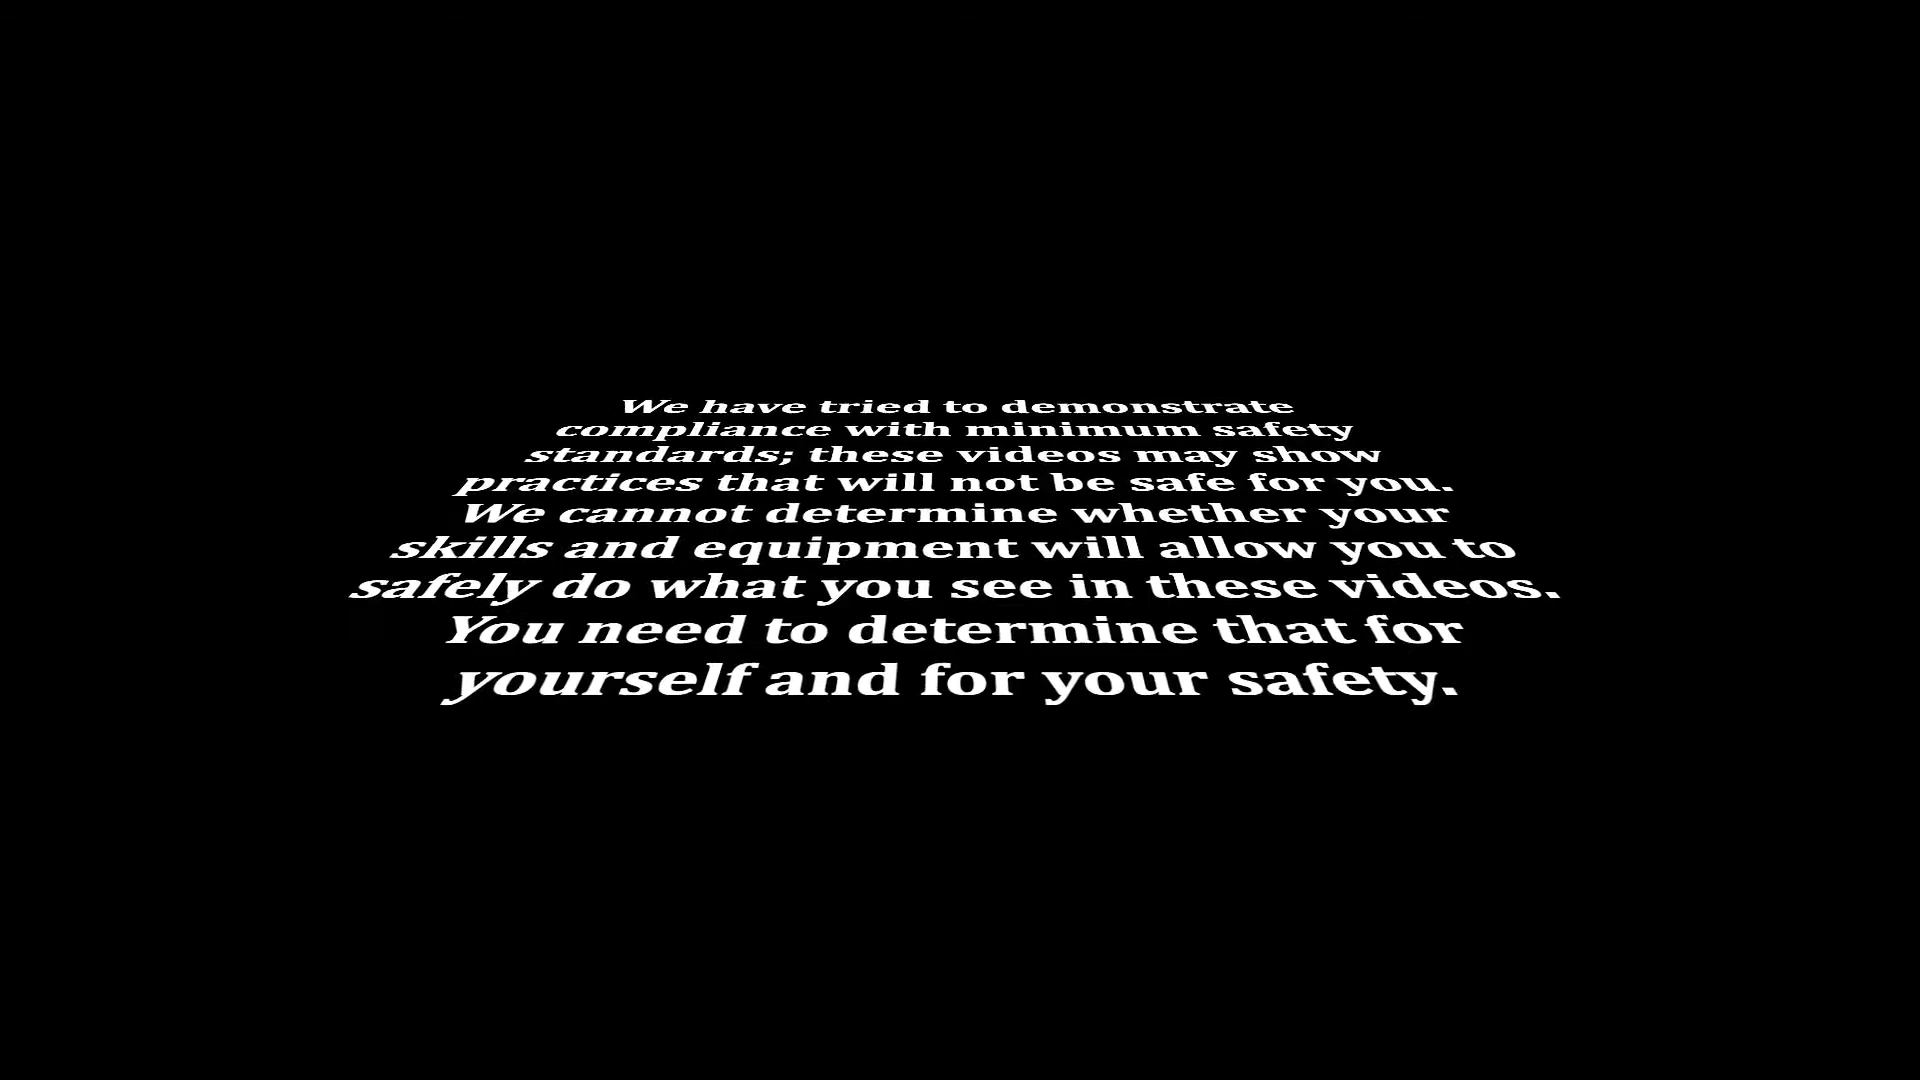 We have tried to demonstrate
compliance with minimum safety
standards; these videos may show
practices that will not be safe for you.
We cannot determine whether your
skills and equipment will allow you to
safely do what you see in these videos.
You need to determine that for
yourself and for your safety.